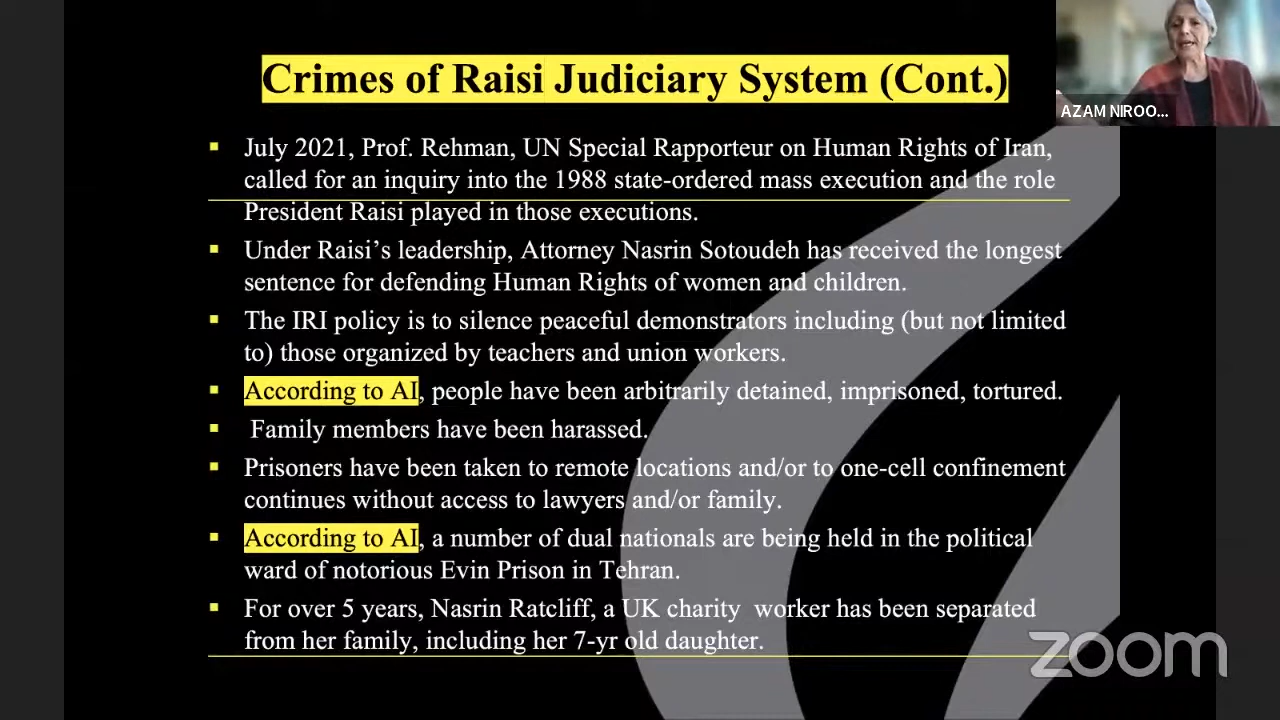 Crimes of Raisi Judiciary System (Cont.)
AZAM NIROO...
▪ July 2021, Prof. Rehman, UN Special Rapporteur on Human Rights of Iran,
called for an inquiry into the 1988 state-ordered mass execution and the role
President Raisi played in those executions.
▪ Under Raisi’s leadership, Attorney Nasrin Sotoudeh has received the longest
sentence for defending Human Rights of women and children.
▪ The IRI policy is to silence peaceful demonstrators including (but not limited
to) those organized by teachers and union workers.
▪ According to AI, people have been arbitrarily detained, imprisoned, tortured.
▪ Family members have been harassed.
▪ Prisoners have been taken to remote locations and/or to one-cell confinement
continues without access to lawyers and/or family.
▪ According to AI, a number of dual nationals are being held in the political
ward of notorious Evin Prison in Tehran.
▪ For over 5 years, Nasrin Ratcliff, a UK charity worker has been separated
from her family, including her 7-yr old daughter.
zoom